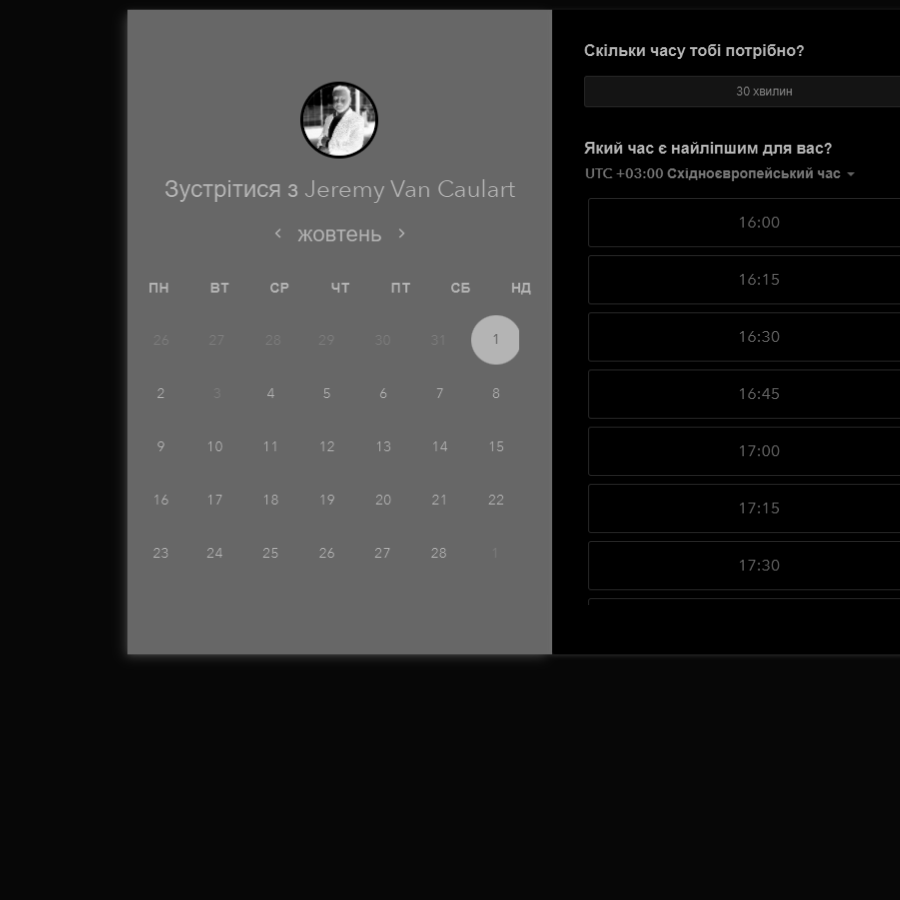 Зустрітися з Jeremy Van Caulart
жовтень
ПН ВТ СР ЧТ ПТ СБ НД
26 27 28 29 30 31 1
2 3 4 5 6 7 8
9 10 11 12 13 14 15
16 17 18 19 20 21 22
23 24 25 26 27 28 1
Скільки часу тобі потрібно?
30 хвилин
Який час є найліпшим для вас?
UTC +03:00 Східноєвропейський час
16:00
16:15
16:30
16:45
17:00
17:15
17:30